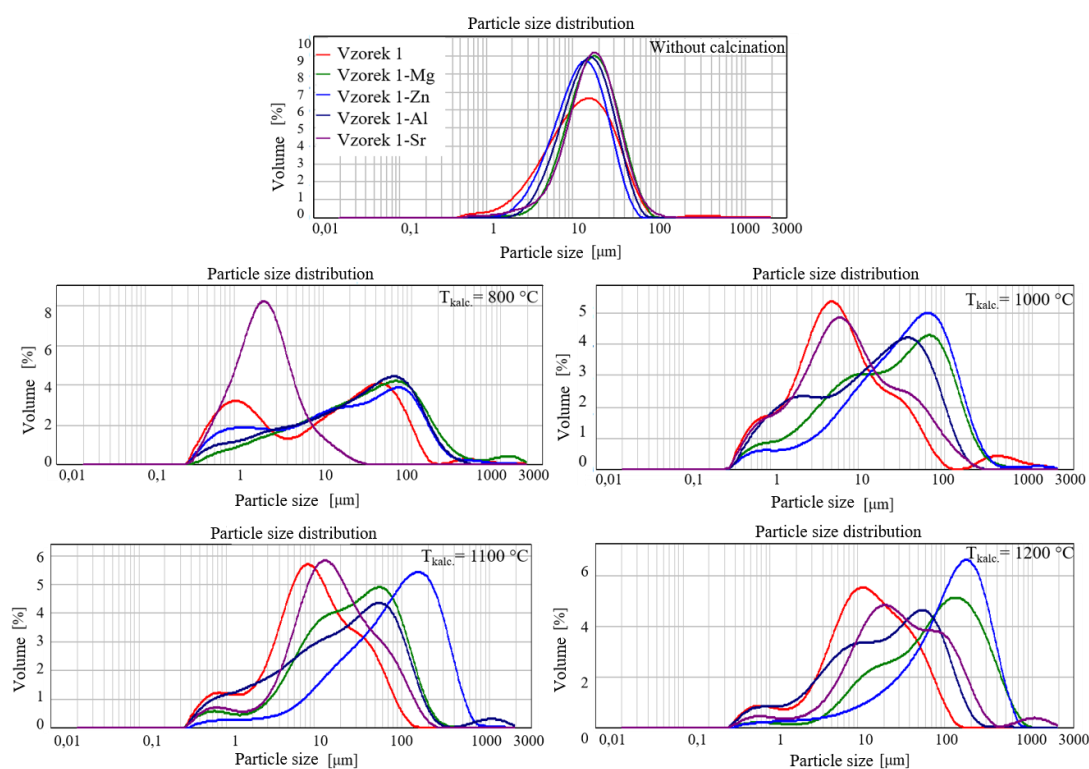 Particle size distribution
Without calcination
Vzorek 1
Vzorek 1-Mg
Vzorek 1-Zn
Vzorek 1-Al
Vzorek 1-Sr
Volume [%]
10
9
8
7
6
5
4
3
2
1
0
0,01 0,1 1 10 100 1000 3000
Particle size [μm]
Particle size distribution
T kalc. = 800 °C
Volume [%]
8
6
4
2
0
0,01 0,1 1 10 100 1000 3000
Particle size [μm]
Particle size distribution
T kalc. = 1000 °C
Volume [%]
5
4
3
2
1
0
0,01 0,1 1 10 100 1000 3000
Particle size [μm]
Particle size distribution
T kalc. = 1100 °C
Volume [%]
6
5
4
3
2
1
0
0,01 0,1 1 10 100 1000 3000
Particle size [μm]
Particle size distribution
T kalc. = 1200 °C
Volume [%]
6
4
2
0
0,01 0,1 1 10 100 1000 3000
Particle size [μm]